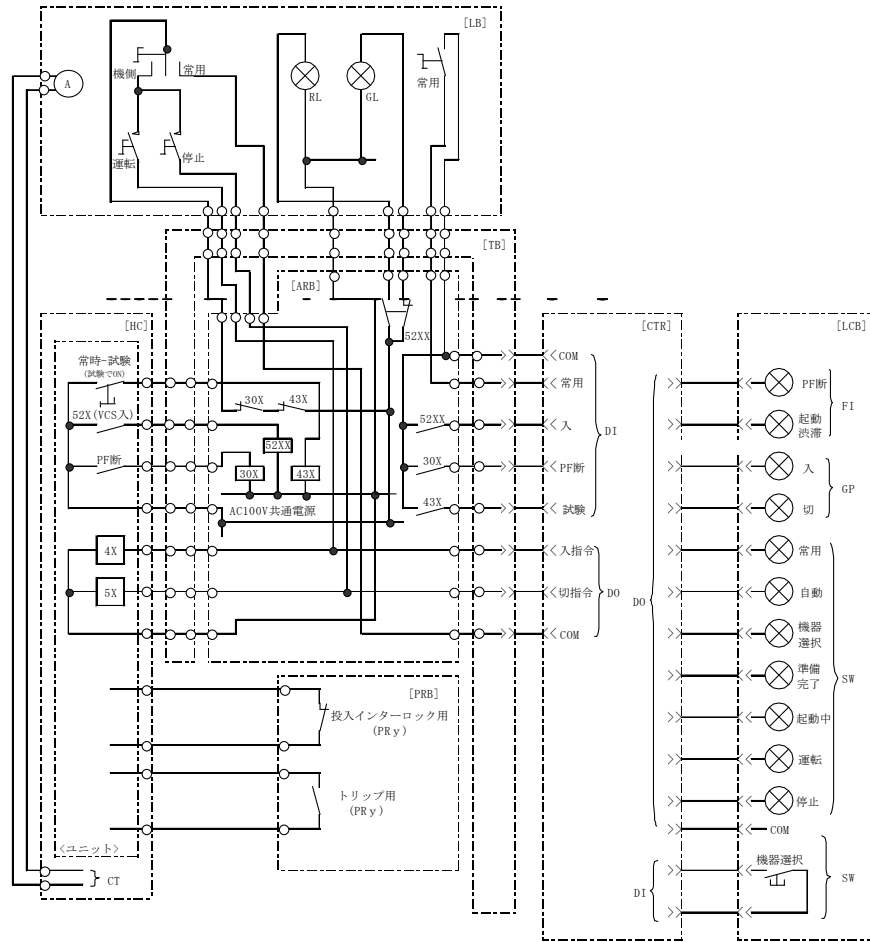 [LB]
機側
常用
A
RL
GL
常用
運転
停止
[TB]
[ARB]
[HC]
52XX
[CTR]
[LCB]
常時-試験
(試験でON)
52X(VCS入)
PF断
30X
43X
52XX
30X
43X
AC100V共通電源
52XX
30X
43X
COM
常用
入
PF断
試験
DI
入指令
切指令
COM
DO
4X
5X
DO
PF断
起動
渋滞
FI
入
切
GP
常用
自動
機器
選択
準備
完了
起動中
運転
停止
SW
COM
機器選択
SW
DI
[PRB]
投入インターロック用
(PRy)
トリップ用
(PRy)
<ユニット>
CT